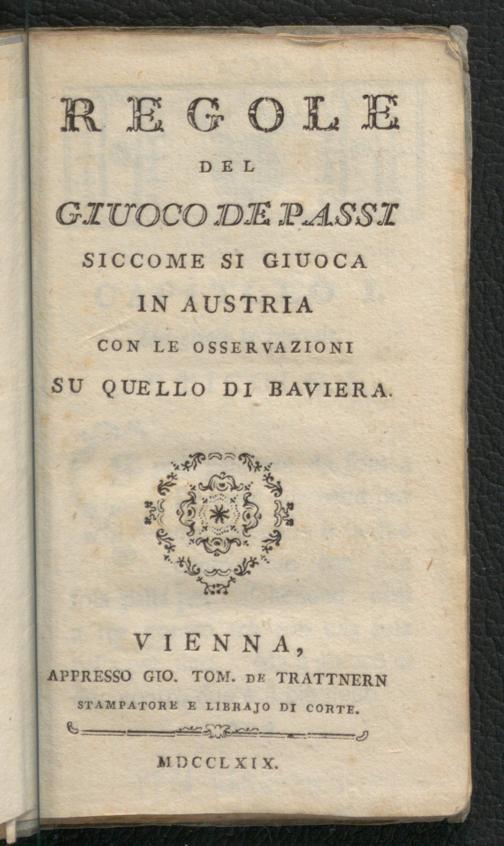 REGOLE
DEL
GIUOCO DE PASSI
SICCOME SI GIUOCA
IN AUSTRIA
CON LE OSSERVAZIONI
SU QUELLO DI BAVIERA.
VIENNA,
APPRESSO GIO. TOM. DE TRATTNERN
STAMPATORE E LIBRAJO DI CORTE.
MDCCLXIX.